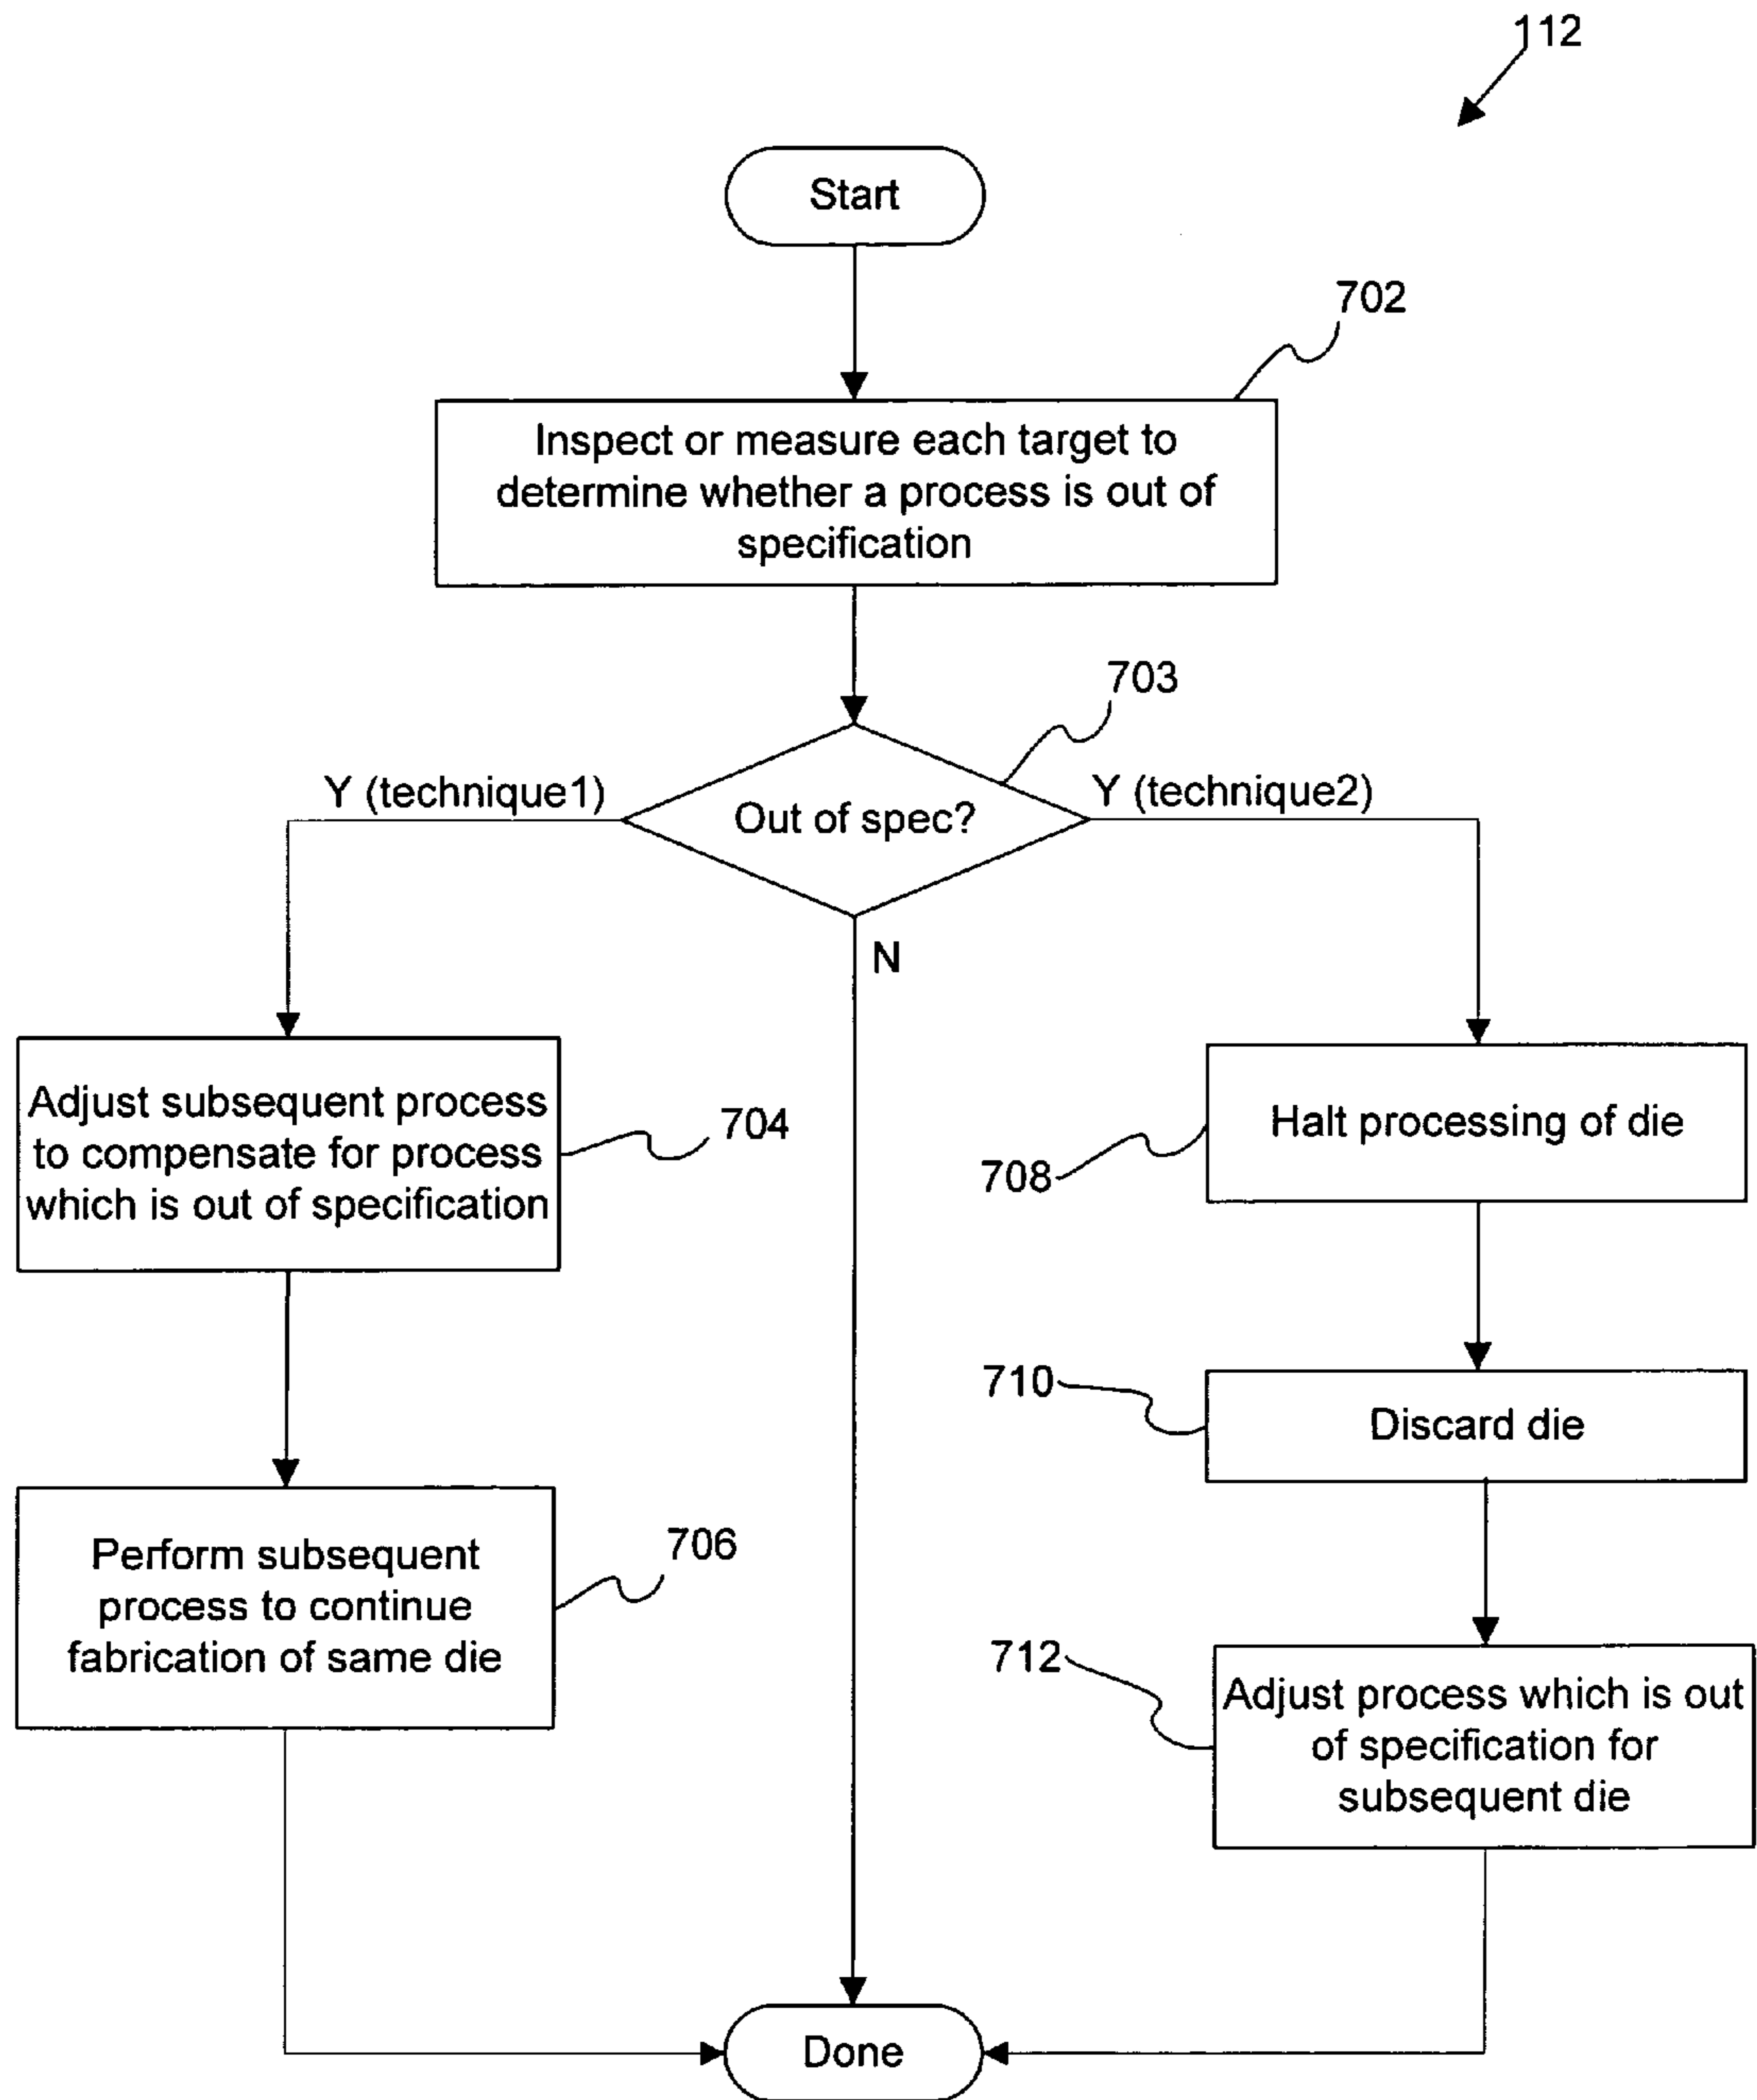 112
Start
702
Inspect or measure each target to
determine whether a process is out of
specification
703
Y (technique1)
Out of spec?
Y (technique2)
N
Adjust subsequent process
to compensate for process
which is out of specification
704
Halt processing of die
708
710
Discard die
Perform subsequent
process to continue
fabrication of same die
706
712
Adjust process which is out
of specification for
subsequent die
Done